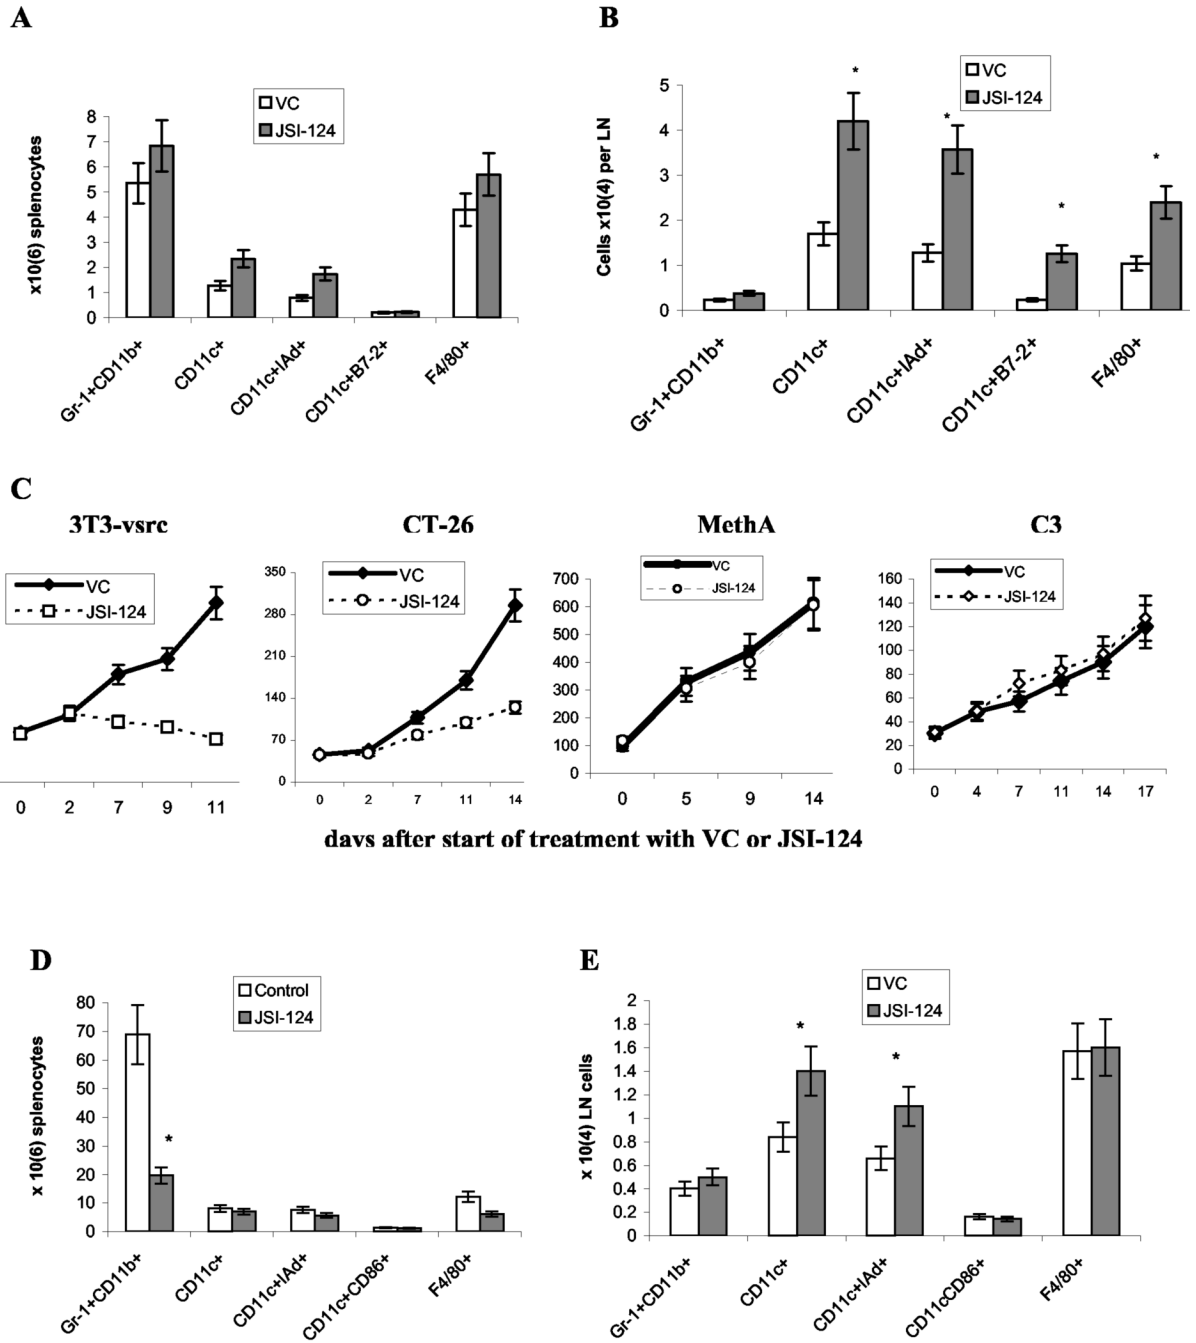 A
VC
JSI-124
x10(6) splenocytes
8
7
6
5
4
3
2
1
0
Gr-1+CD11b+
CD11c+
CD11c+IAd+
CD11c+B7-2+
F4/80+
B
VC
JSI-124
Cells x10(4) per LN
5
4
3
2
1
0
*
*
*
*
Gr-1+CD11b+
CD11c+
CD11c+IAd+
CD11c+B7-2+
F4/80+
C
3T3-vsrc
VC
JSI-124
0 2 7 9 11
CT-26
VC
JSI-124
350
280
210
140
70
0
0 2 7 11 14
MethA
VC
JSI-124
700
600
500
400
300
200
100
0
0 5 9 14
C3
VC
JSI-124
160
140
120
100
80
60
40
20
0
0 4 7 11 14 17
days after start of treatment with VC or JSI-124
D
Control
JSI-124
x 10(6) splenocytes
80
70
60
50
40
30
20
10
0
*
Gr-1+CD11b+
CD11c+
CD11c+IAd+
CD11c+CD86+
F4/80+
E
VC
JSI-124
x 10(4) LN cells
2
1.8
1.6
1.4
1.2
1
0.8
0.6
0.4
0.2
0
*
*
Gr-1+CD11b+
CD11c+
CD11c+IAd+
CD11cCD86+
F4/80+